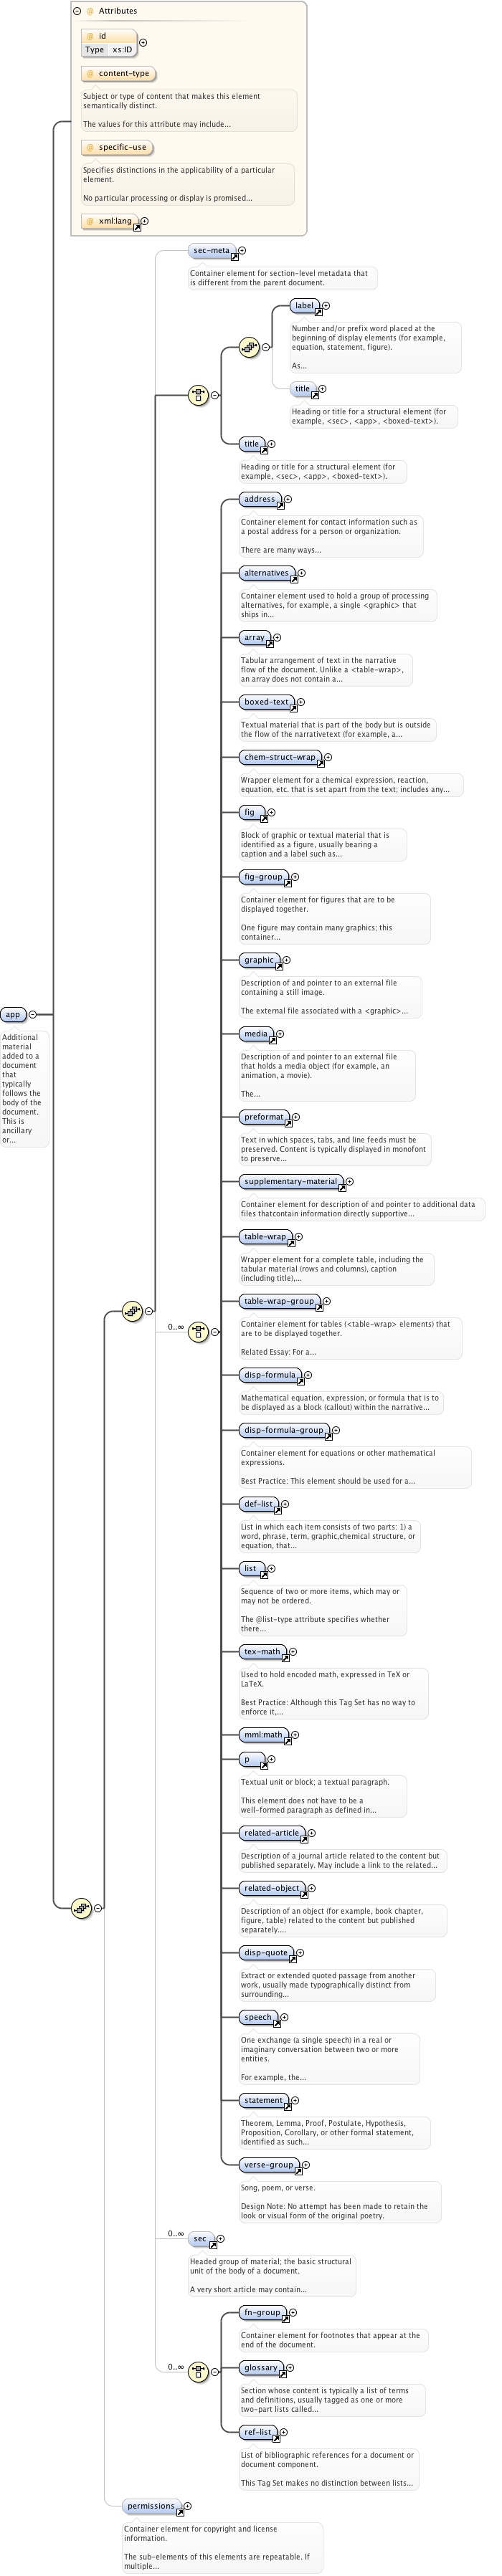 Attributes
id
Type xs:ID
content-type
Subject or type of content that makes this element
semantically distinct.
The values for this attribute may include...
specific-use
Specifies distinctions in the applicability of a particular
element.
No particular processing or display is promised...
xml:lang
sec-meta
Container element for section-level metadata that
is different from the parent document.
label
Number and/or prefix word placed at the
beginning of display elements (for example,
equation, statement, figure).
As...
title
Heading or title for a structural element (for
example, <sec>, <app>, <boxed-text>).
title
Heading or title for a structural element (for
example, <sec>, <app>, <boxed-text>).
address
Container element for contact information such as
a postal address for a person or organization.
There are many ways...
alternatives
Container element used to hold a group of processing
alternatives, for example, a single <graphic> that
ships in...
array
Tabular arrangement of text in the narrative
flow of the document. Unlike a <table-wrap>,
an array does not contain a...
boxed-text
Textual material that is part of the body but is outside
the flow of the narrativetext (for example, a...
chem-struct-wrap
Wrapper element for a chemical expression, reaction,
equation, etc. that is set apart from the text; includes any...
fig
Block of graphic or textual material that is
identified as a figure, usually bearing a
caption and a label such as...
fig-group
Container element for figures that are to be
displayed together.
One figure may contain many graphics; this
container...
graphic
Description of and pointer to an external file
containing a still image.
The external file associated with a <graphic>...
app
Additional
material
added to a
document
that
typically
follows the
body of the
document.
This is
ancillary
or...
media
Description of and pointer to an external file
that holds a media object (for example, an
animation, a movie).
The...
preformat
Text in which spaces, tabs, and line feeds must be
preserved. Content is typically displayed in monofont
to preserve...
supplementary-material
Container element for description of and pointer to additional data
files thatcontain information directly supportive...
table-wrap
Wrapper element for a complete table, including the
tabular material (rows and columns), caption
(including title),...
table-wrap-group
Container element for tables (<table-wrap> elements) that
are to be displayed together.
Related Essay: For a...
0..∞
disp-formula
Mathematical equation, expression, or formula that is to
be displayed as a block (callout) within the narrative...
disp-formula-group
Container element for equations or other mathematical
expressions.
Best Practice: This element should be used for a...
def-list
List in which each item consists of two parts: 1) a
word, phrase, term, graphic,chemical structure, or
equation, that...
list
Sequence of two or more items, which may or
may not be ordered.
The @list-type attribute specifies whether
there...
tex-math
Used to hold encoded math, expressed in TeX or
LaTeX.
Best Practice: Although this Tag Set has no way to
enforce it,...
mml:math
p
Textual unit or block; a textual paragraph.
This element does not have to be a
well-formed paragraph as defined in...
related-article
Description of a journal article related to the content but
published separately. May include a link to the related...
related-object
Description of an object (for example, book chapter,
figure, table) related to the content but published
separately....
disp-quote
Extract or extended quoted passage from another
work, usually made typographically distinct from
surrounding...
speech
One exchange (a single speech) in a real or
imaginary conversation between two or more
entities.
For example, the...
statement
Theorem, Lemma, Proof, Postulate, Hypothesis,
Proposition, Corollary, or other formal statement,
identified as such...
verse-group
Song, poem, or verse.
Design Note: No attempt has been made to retain the
look or visual form of the original poetry.
0..∞
sec
Headed group of material; the basic structural
unit of the body of a document.
A very short article may contain...
fn-group
Container element for footnotes that appear at the
end of the document.
0..∞
glossary
Section whose content is typically a list of terms
and definitions, usually tagged as one or more
two-part lists called...
ref-list
List of bibliographic references for a document or
document component.
This Tag Set makes no distinction between lists...
permissions
Container element for copyright and license
information.
The sub-elements of this elements are repeatable. If
multiple...